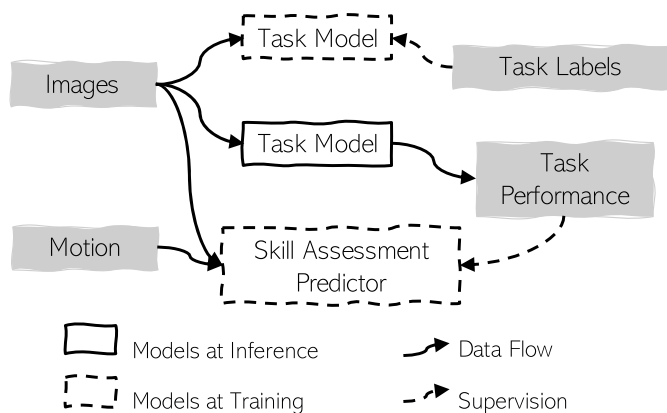 Task Model
Task Labels
Images
Task Model
Task
Performance
Motion
Skill Assessment
Predictor
Models at Inference
Data Flow
Models at Training
Supervision